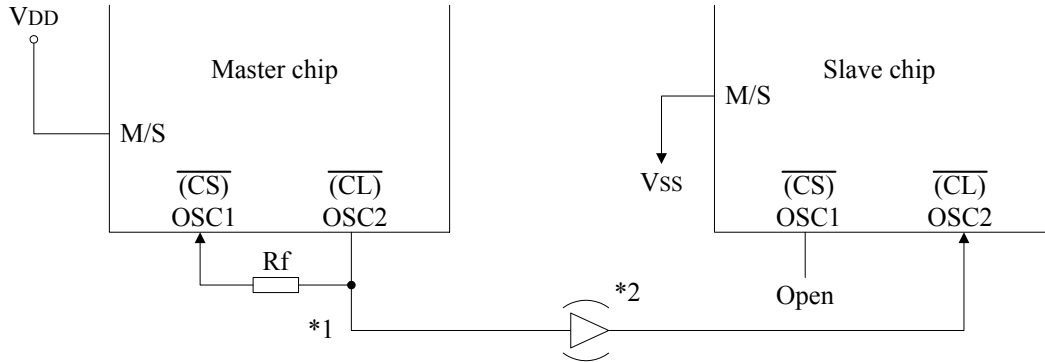 VDD
Master chip
Slave chip
M/S
M/S
VSS
(CS)
OSC1
(CL)
OSC2
(CS)
OSC1
(CL)
OSC2
Rf
*1
*2
Open